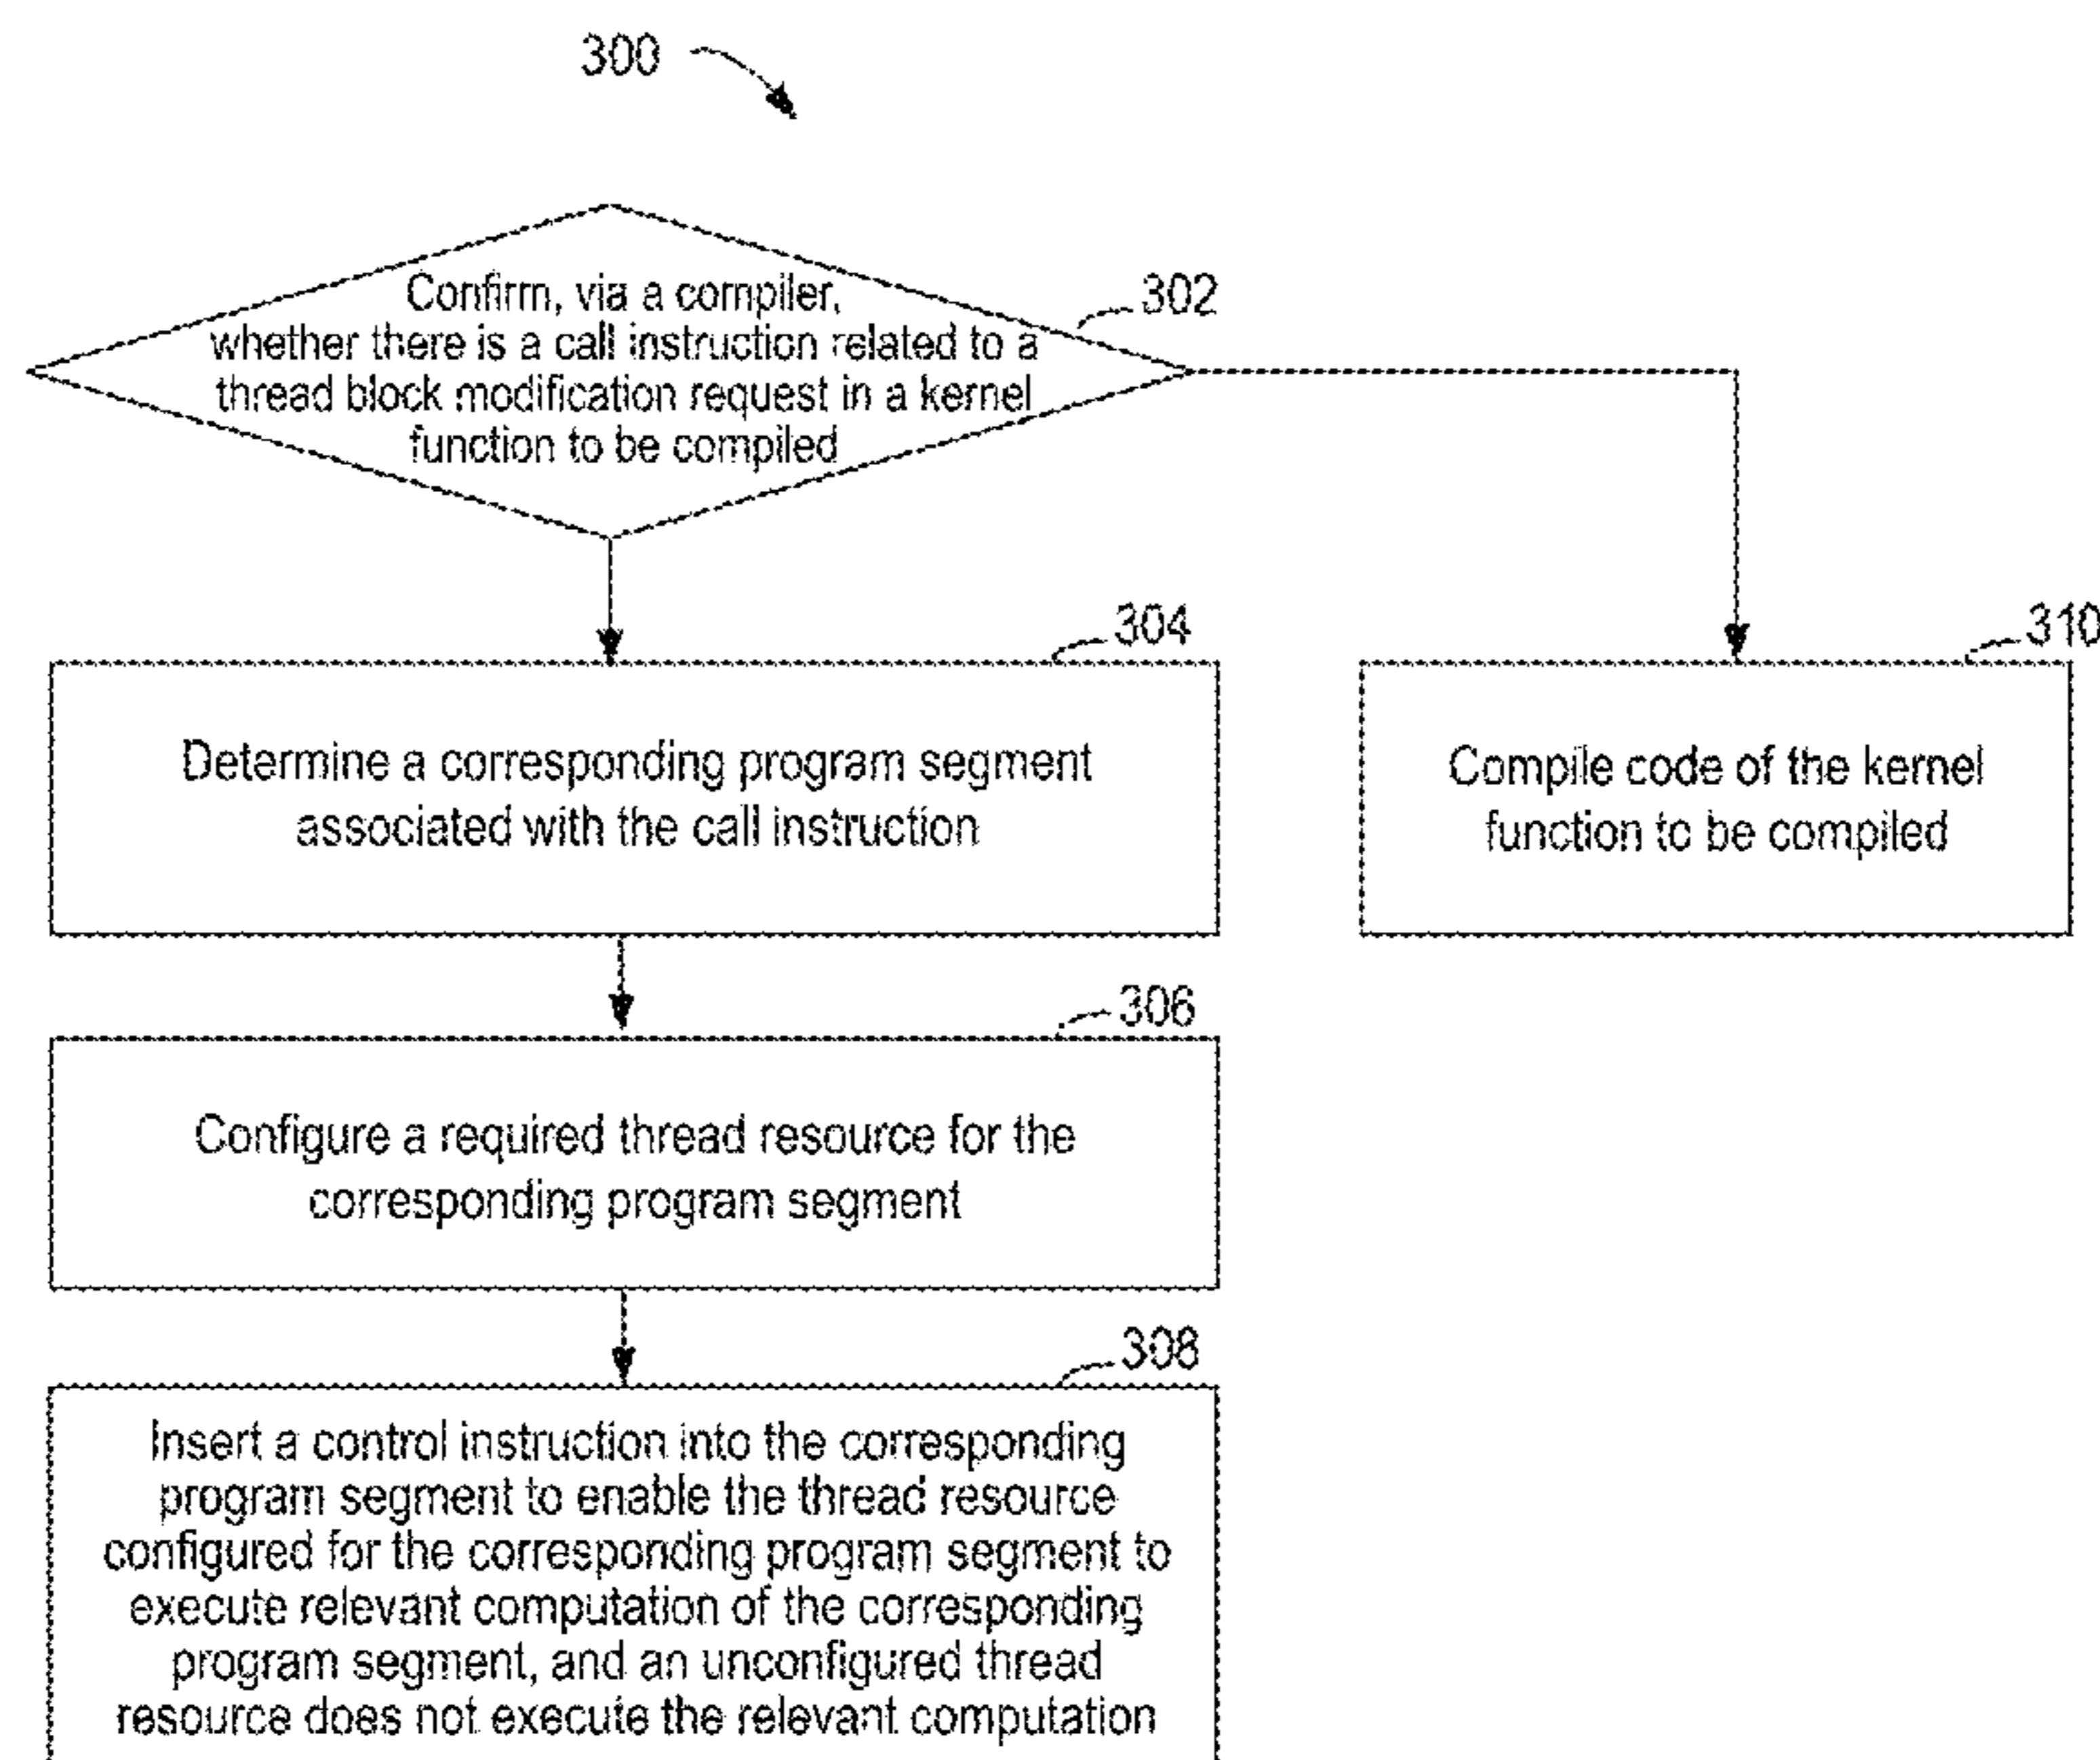 300
Confirm, via a compiler,
302
whether there is a call instruction related to a
thread block modification request in a kernel
function to be compiled
304
310
Determine a corresponding program segment
associated with the call instruction
Compile code of the kernel
function to be compiled
306
Configure a required thread resource for the
corresponding program segment
308
Insert a control instruction into the corresponding
program segment to enable the thread resource
configured for the corresponding program segment to
execute relevant computation of the corresponding
program segment, and an unconfigured thread
resource does not execute the relevant computation